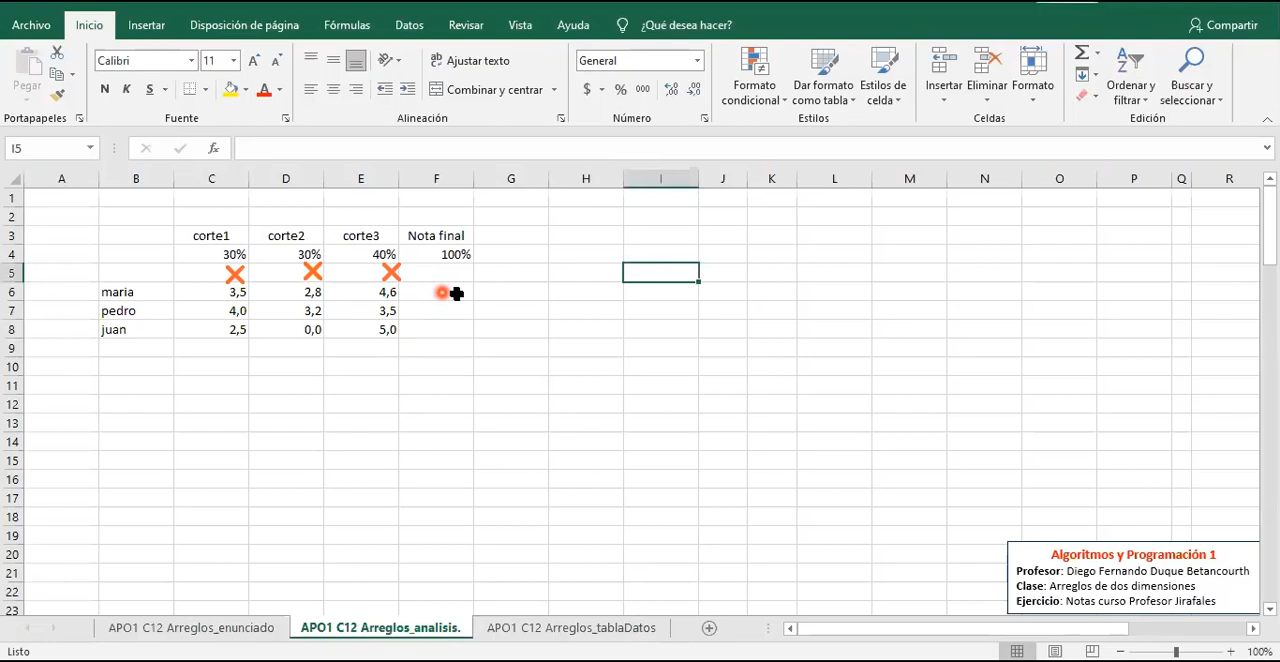 Archivo Inicio Insertar Disposición de página Fórmulas Datos Revisar Vista Ayuda ¿Qué desea hacer? Compartir
Pegar
Portapapeles
Calibri 11
N K S
Fuente
Ajustar texto
Combinar y centrar
Alineación
General
$ % 000
Número
Formato condicional
Dar formato como tabla
Estilos de celda
Estilos
Insertar Eliminar Formato
Celdas
Ordenar y filtrar
Buscar y seleccionar
Edición
I5 fx
A B C D E F G H I J K L M N O P Q R
1
2
3 corte1 corte2 corte3 Nota final
4 30% 30% 40% 100%
5
6 maria 3,5 2,8 4,6
7 pedro 4,0 3,2 3,5
8 juan 2,5 0,0 5,0
9
10
11
12
13
14
15
16
17
18
19
20
21
22
23
Algoritmos y Programación 1
Profesor: Diego Fernando Duque Betancourth
Clase: Arreglos de dos dimensiones
Ejercicio: Notas curso Profesor Jirafales
APO1 C12 Arreglos_enunciado APO1 C12 Arreglos_analisis. APO1 C12 Arreglos_tablaDatos
Listo 100%